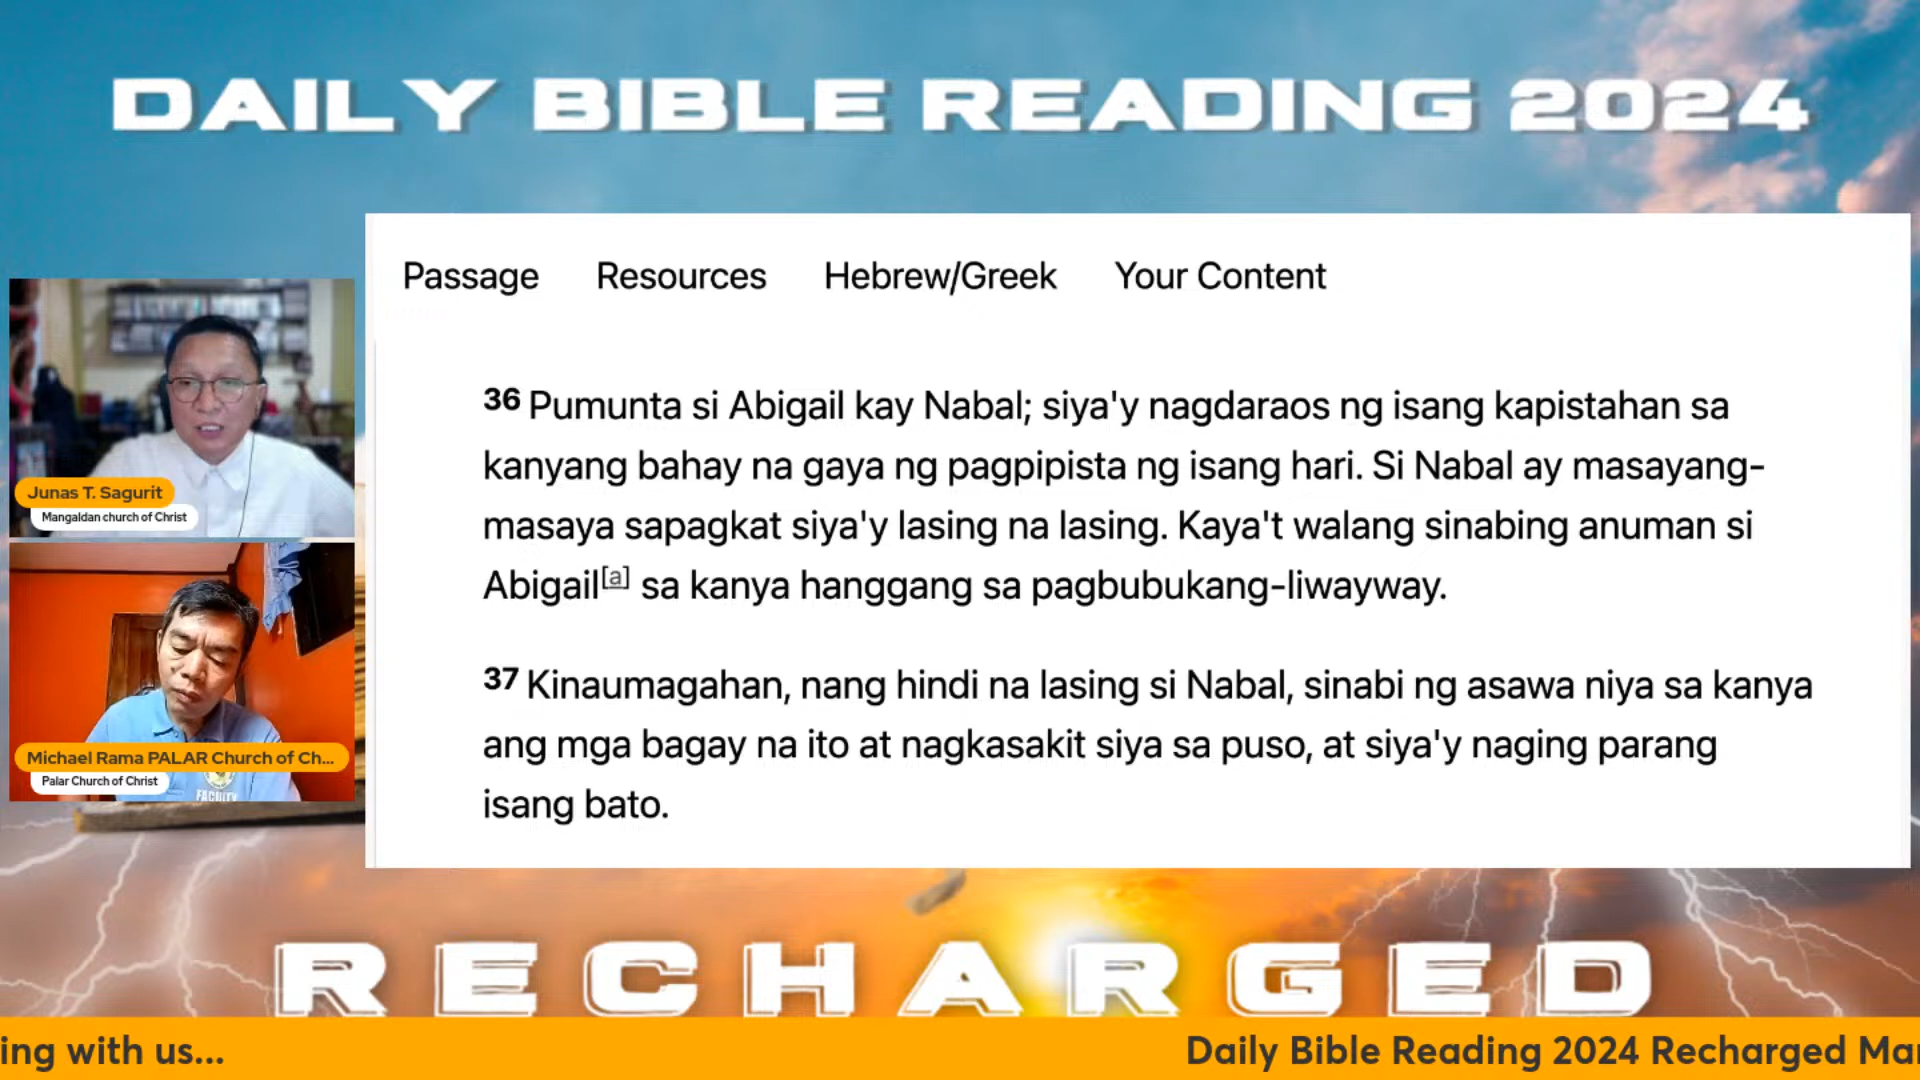 DAILY BIBLE READING 2024
Passage Resources Hebrew/Greek Your Content
36 Pumunta si Abigail kay Nabal; siya'y nagdaraos ng isang kapistahan sa
kanyang bahay na gaya ng pagpipista ng isang hari. Si Nabal ay masayang-
masaya sapagkat siya'y lasing na lasing. Kaya't walang sinabing anuman si
Abigail[a] sa kanya hanggang sa pagbubukang-liwayway.
37 Kinaumagahan, nang hindi na lasing si Nabal, sinabi ng asawa niya sa kanya
ang mga bagay na ito at nagkasakit siya sa puso, at siya'y naging parang
isang bato.
Junas T. Sagurit
Mangaldan church of Christ
Michael Rama PALAR Church of Ch...
Palar Church of Christ
FACULTY
RECHARGED
ing with us...
Daily Bible Reading 2024 Recharged Ma